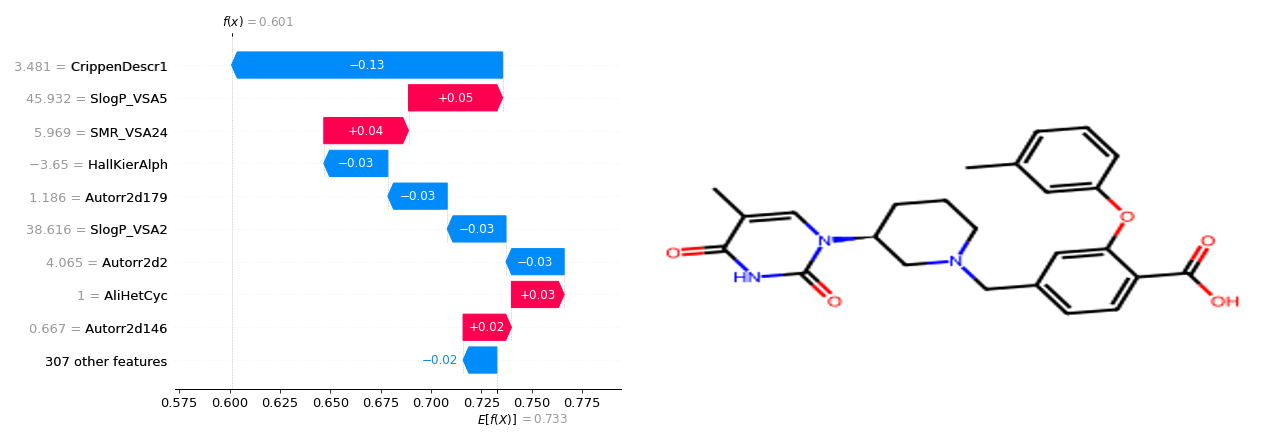 f(x) = 0.601
3.481 = CrippenDescr1
−0.13
45.932 = SlogP_VSA5
+0.05
5.969 = SMR_VSA24
+0.04
−3.65 = HallKierAlph
−0.03
1.186 = Autorr2d179
−0.03
38.616 = SlogP_VSA2
−0.03
4.065 = Autorr2d2
−0.03
1 = AliHetCyc
+0.03
0.667 = Autorr2d146
+0.02
307 other features
−0.02
0.575 0.600 0.625 0.650 0.675 0.700 0.725 0.750 0.775
E[f(X)] = 0.733
O
HN
O
N
N
O
O
OH